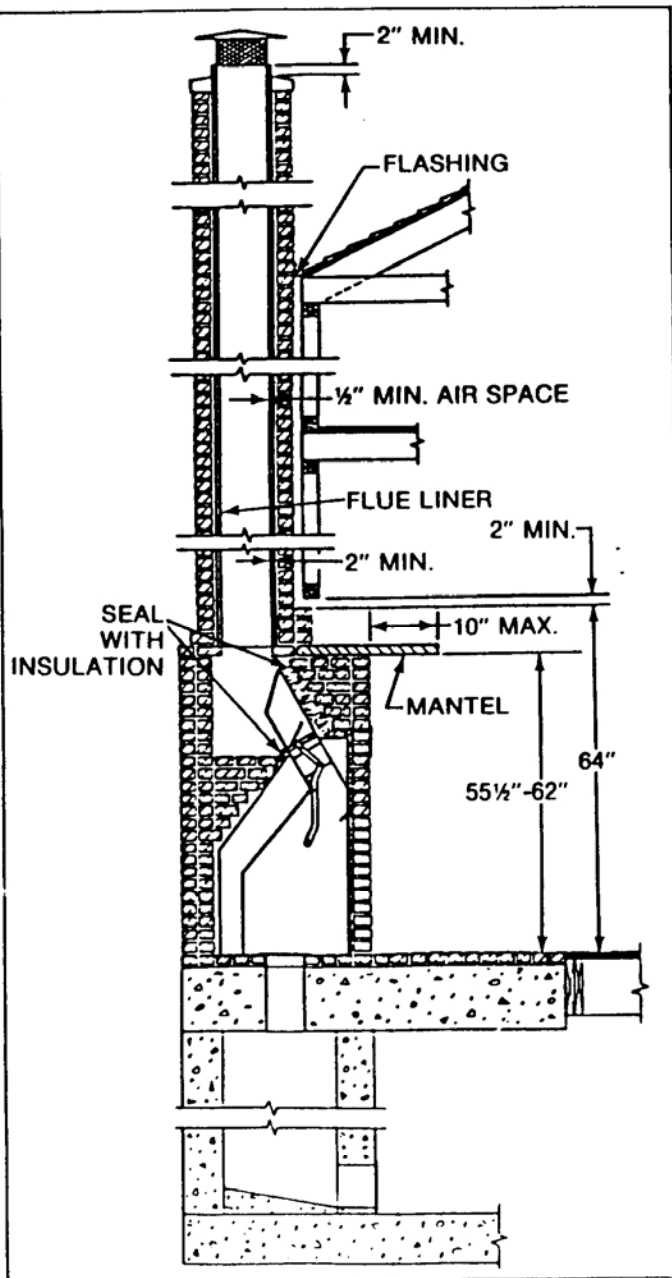 2" MIN.
FLASHING
½" MIN. AIR SPACE
FLUE LINER
2" MIN.
2" MIN.
SEAL
WITH
INSULATION
10" MAX.
MANTEL
64"
55½"-62"